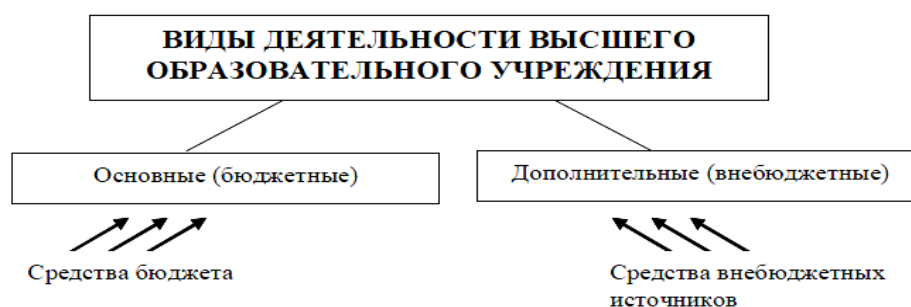 ВИДЫ ДЕЯТЕЛЬНОСТИ ВЫСШЕГО
ОБРАЗОВАТЕЛЬНОГО УЧРЕЖДЕНИЯ
Основные (бюджетные)
Дополнительные (внебюджетные)
Средства бюджета
Средства внебюджетных
источников